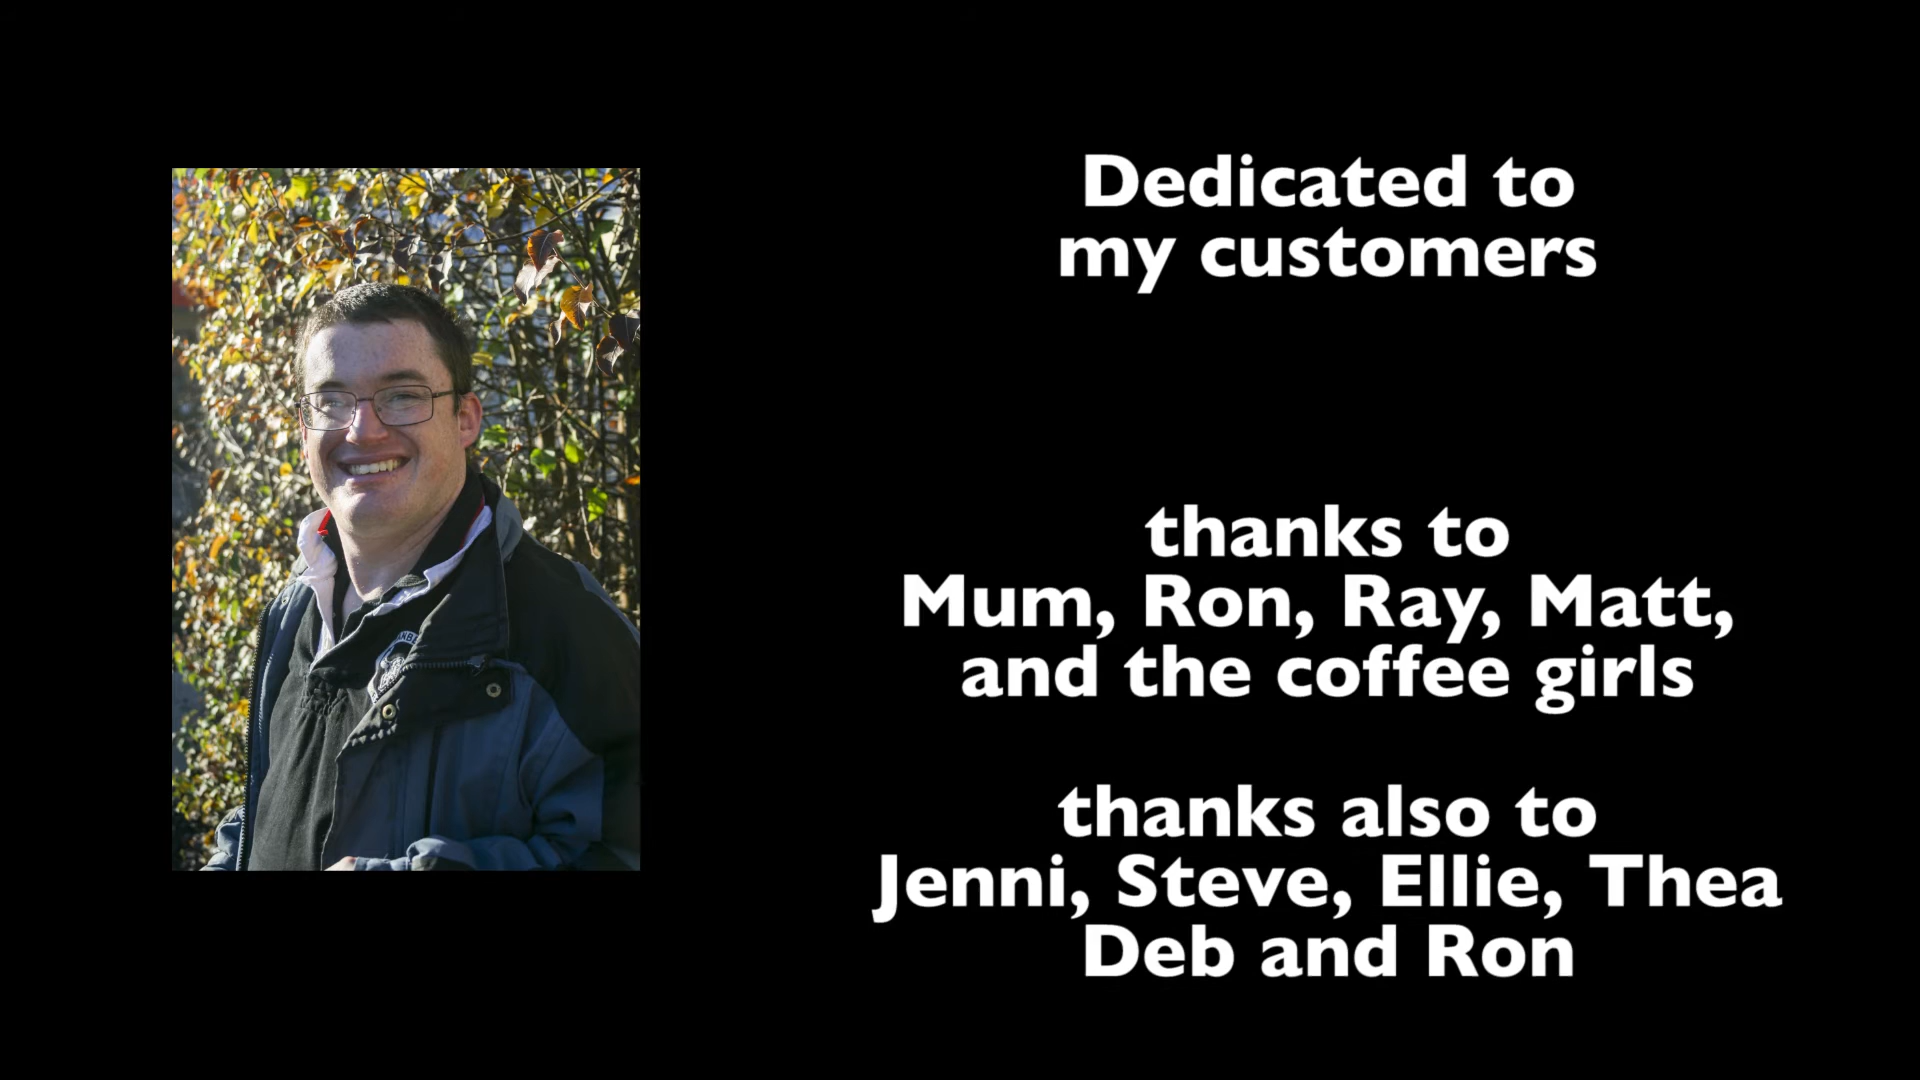 Dedicated to
my customers
thanks to
Mum, Ron, Ray, Matt,
and the coffee girls
thanks also to
Jenni, Steve, Ellie, Thea
Deb and Ron